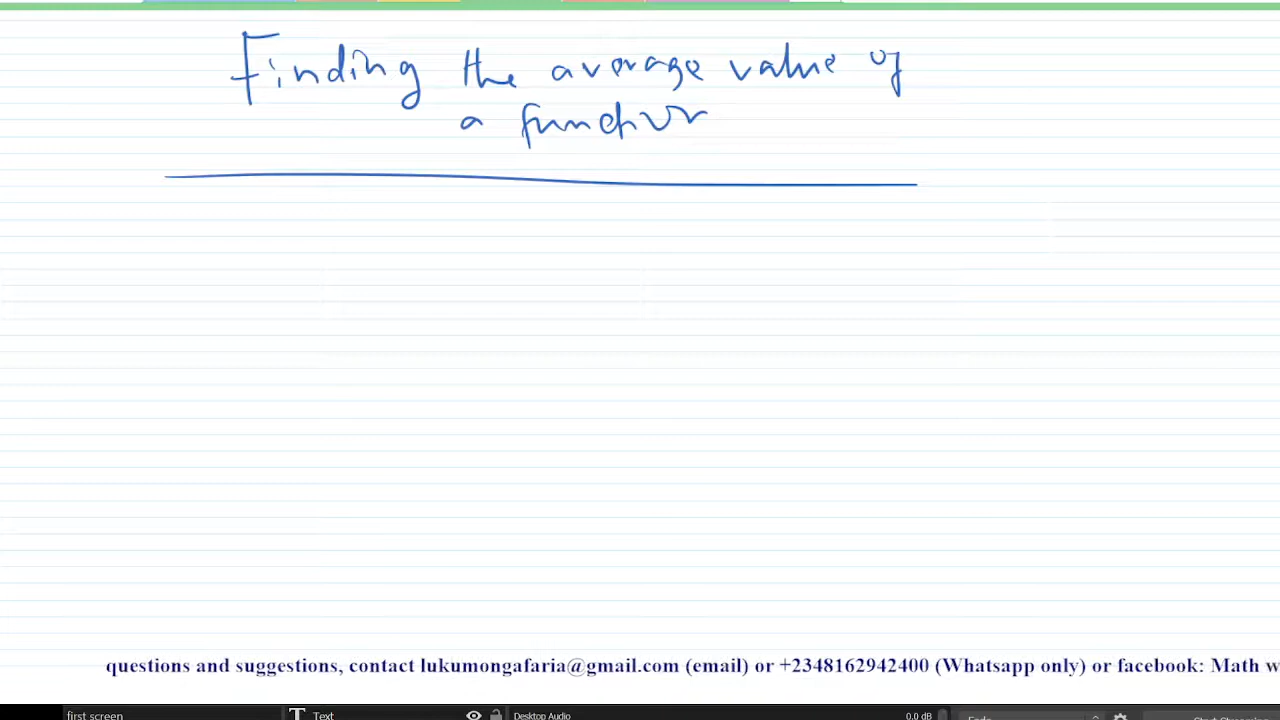 Finding the average value of
a function
questions and suggestions, contact lukumongafaria@gmail.com (email) or +2348162942400 (Whatsapp only) or facebook: Math w
first screen
Text
Desktop Audio
0.0 dB